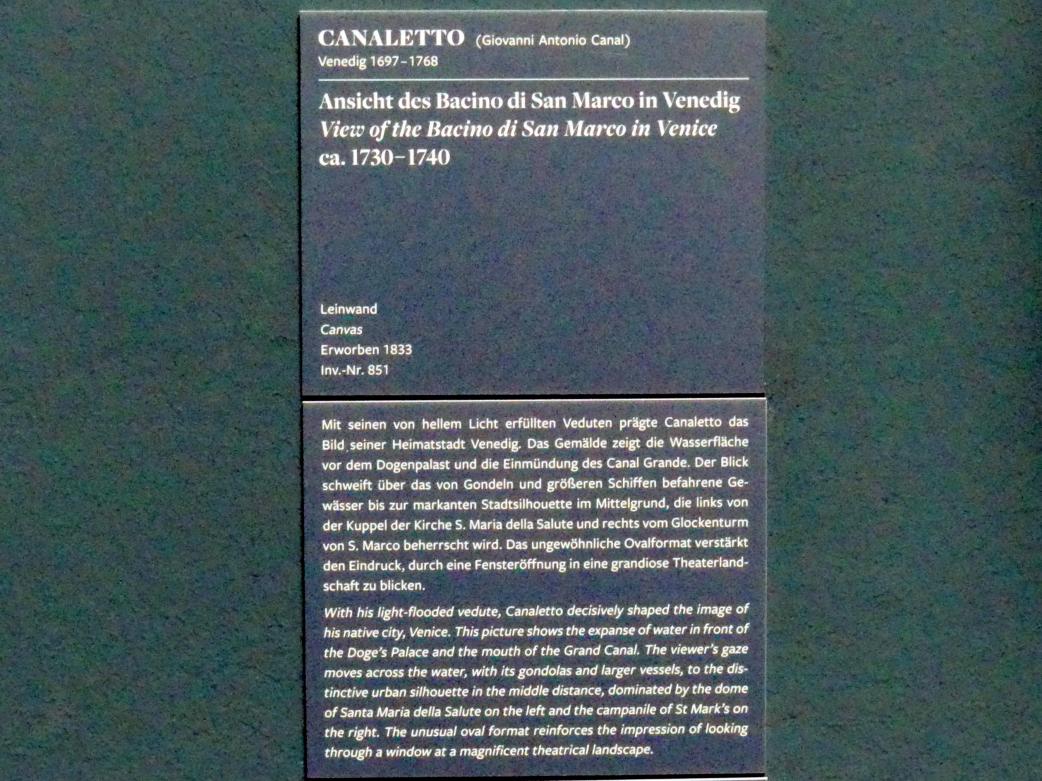 CANALETTO (Giovanni Antonio Canal)
Venedig 1697–1768
Ansicht des Bacino di San Marco in Venedig
View of the Bacino di San Marco in Venice
ca. 1730–1740
Leinwand
Canvas
Erworben 1833
Inv.-Nr. 851
Mit seinen von hellem Licht erfüllten Veduten prägte Canaletto das
Bild seiner Heimatstadt Venedig. Das Gemälde zeigt die Wasserfläche
vor dem Dogenpalast und die Einmündung des Canal Grande. Der Blick
schweift über das von Gondeln und größeren Schiffen befahrene Ge-
wässer bis zur markanten Stadtsilhouette im Mittelgrund, die links von
der Kuppel der Kirche S. Maria della Salute und rechts vom Glockenturm
von S. Marco beherrscht wird. Das ungewöhnliche Ovalformat verstärkt
den Eindruck, durch eine Fensteröffnung in eine grandiose Theaterland-
schaft zu blicken.
With his light-flooded vedute, Canaletto decisively shaped the image of
his native city, Venice. This picture shows the expanse of water in front of
the Doge's Palace and the mouth of the Grand Canal. The viewer's gaze
moves across the water, with its gondolas and larger vessels, to the dis-
tinctive urban silhouette in the middle distance, dominated by the dome
of Santa Maria della Salute on the left and the campanile of St Mark's on
the right. The unusual oval format reinforces the impression of looking
through a window at a magnificent theatrical landscape.